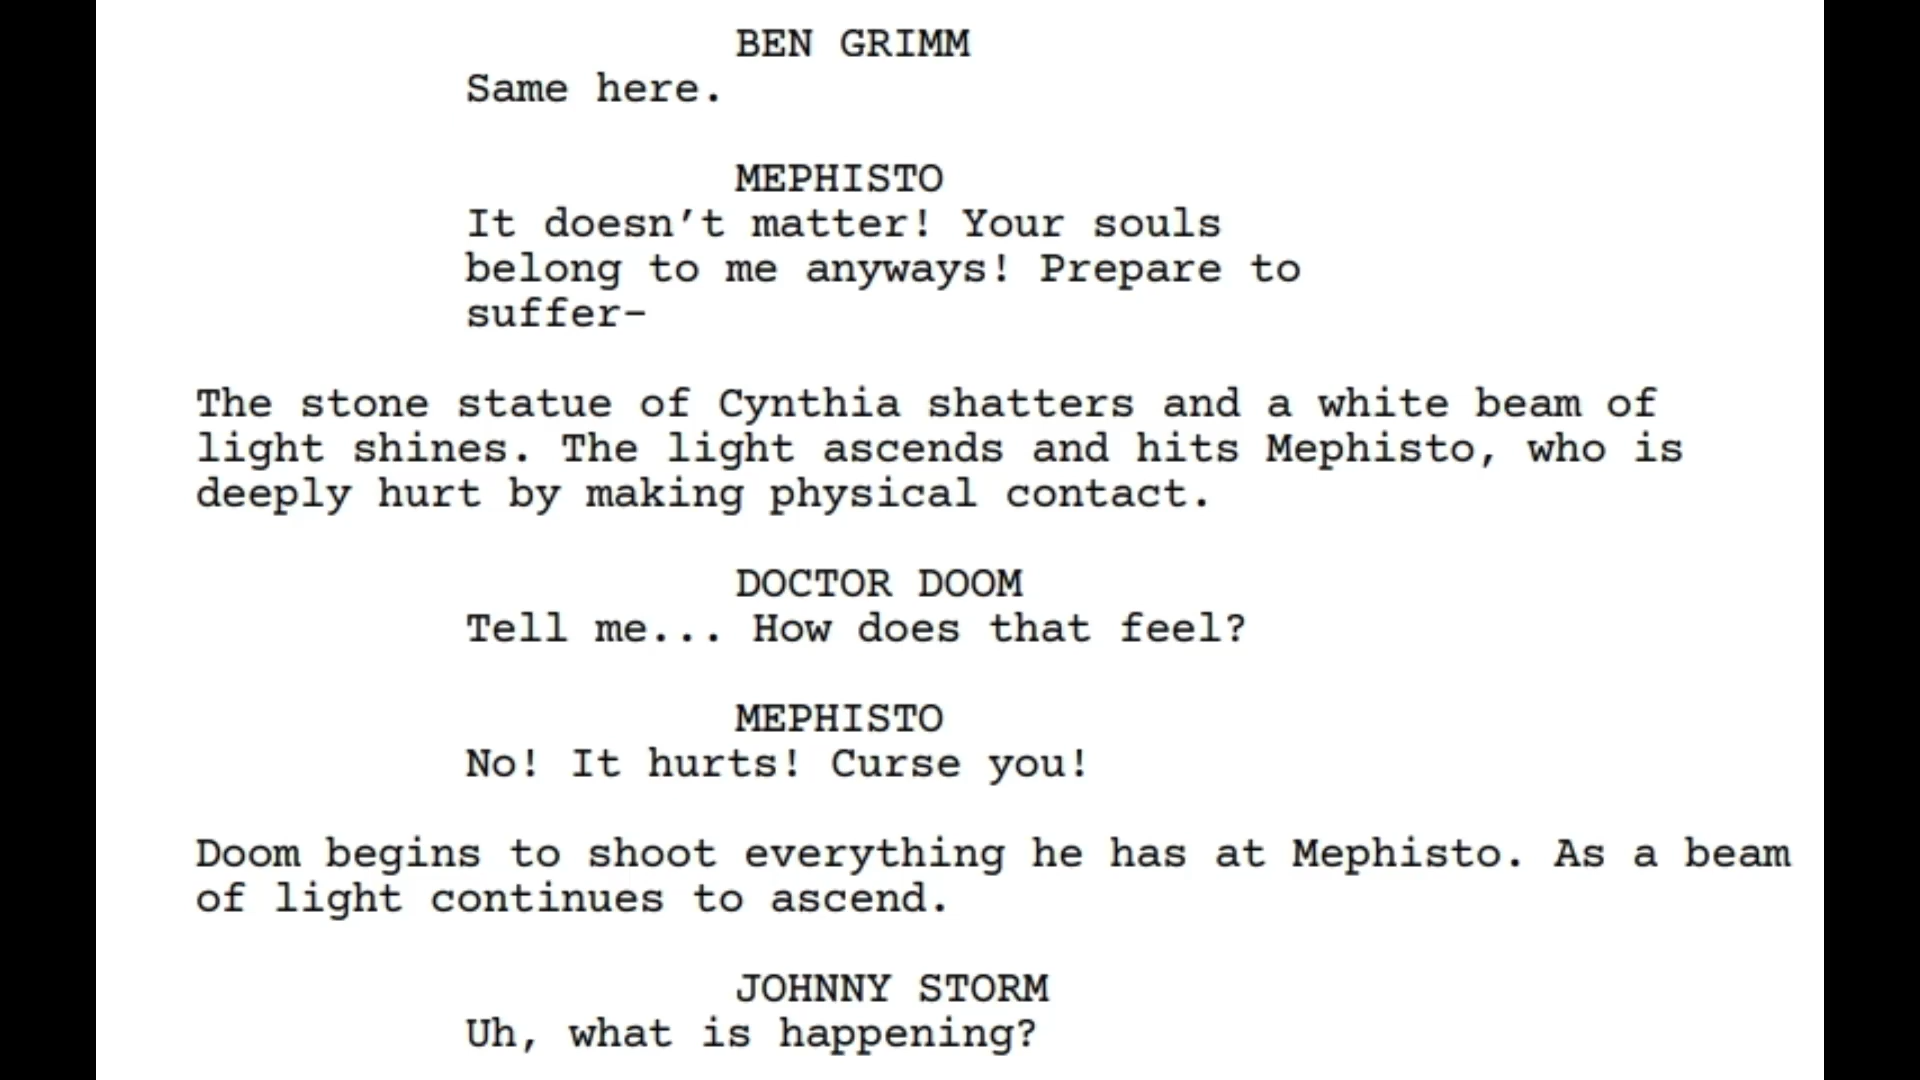 BEN GRIMM
Same here.
MEPHISTO
It doesn’t matter! Your souls
belong to me anyways! Prepare to
suffer-
The stone statue of Cynthia shatters and a white beam of
light shines. The light ascends and hits Mephisto, who is
deeply hurt by making physical contact.
DOCTOR DOOM
Tell me... How does that feel?
MEPHISTO
No! It hurts! Curse you!
Doom begins to shoot everything he has at Mephisto. As a beam
of light continues to ascend.
JOHNNY STORM
Uh, what is happening?